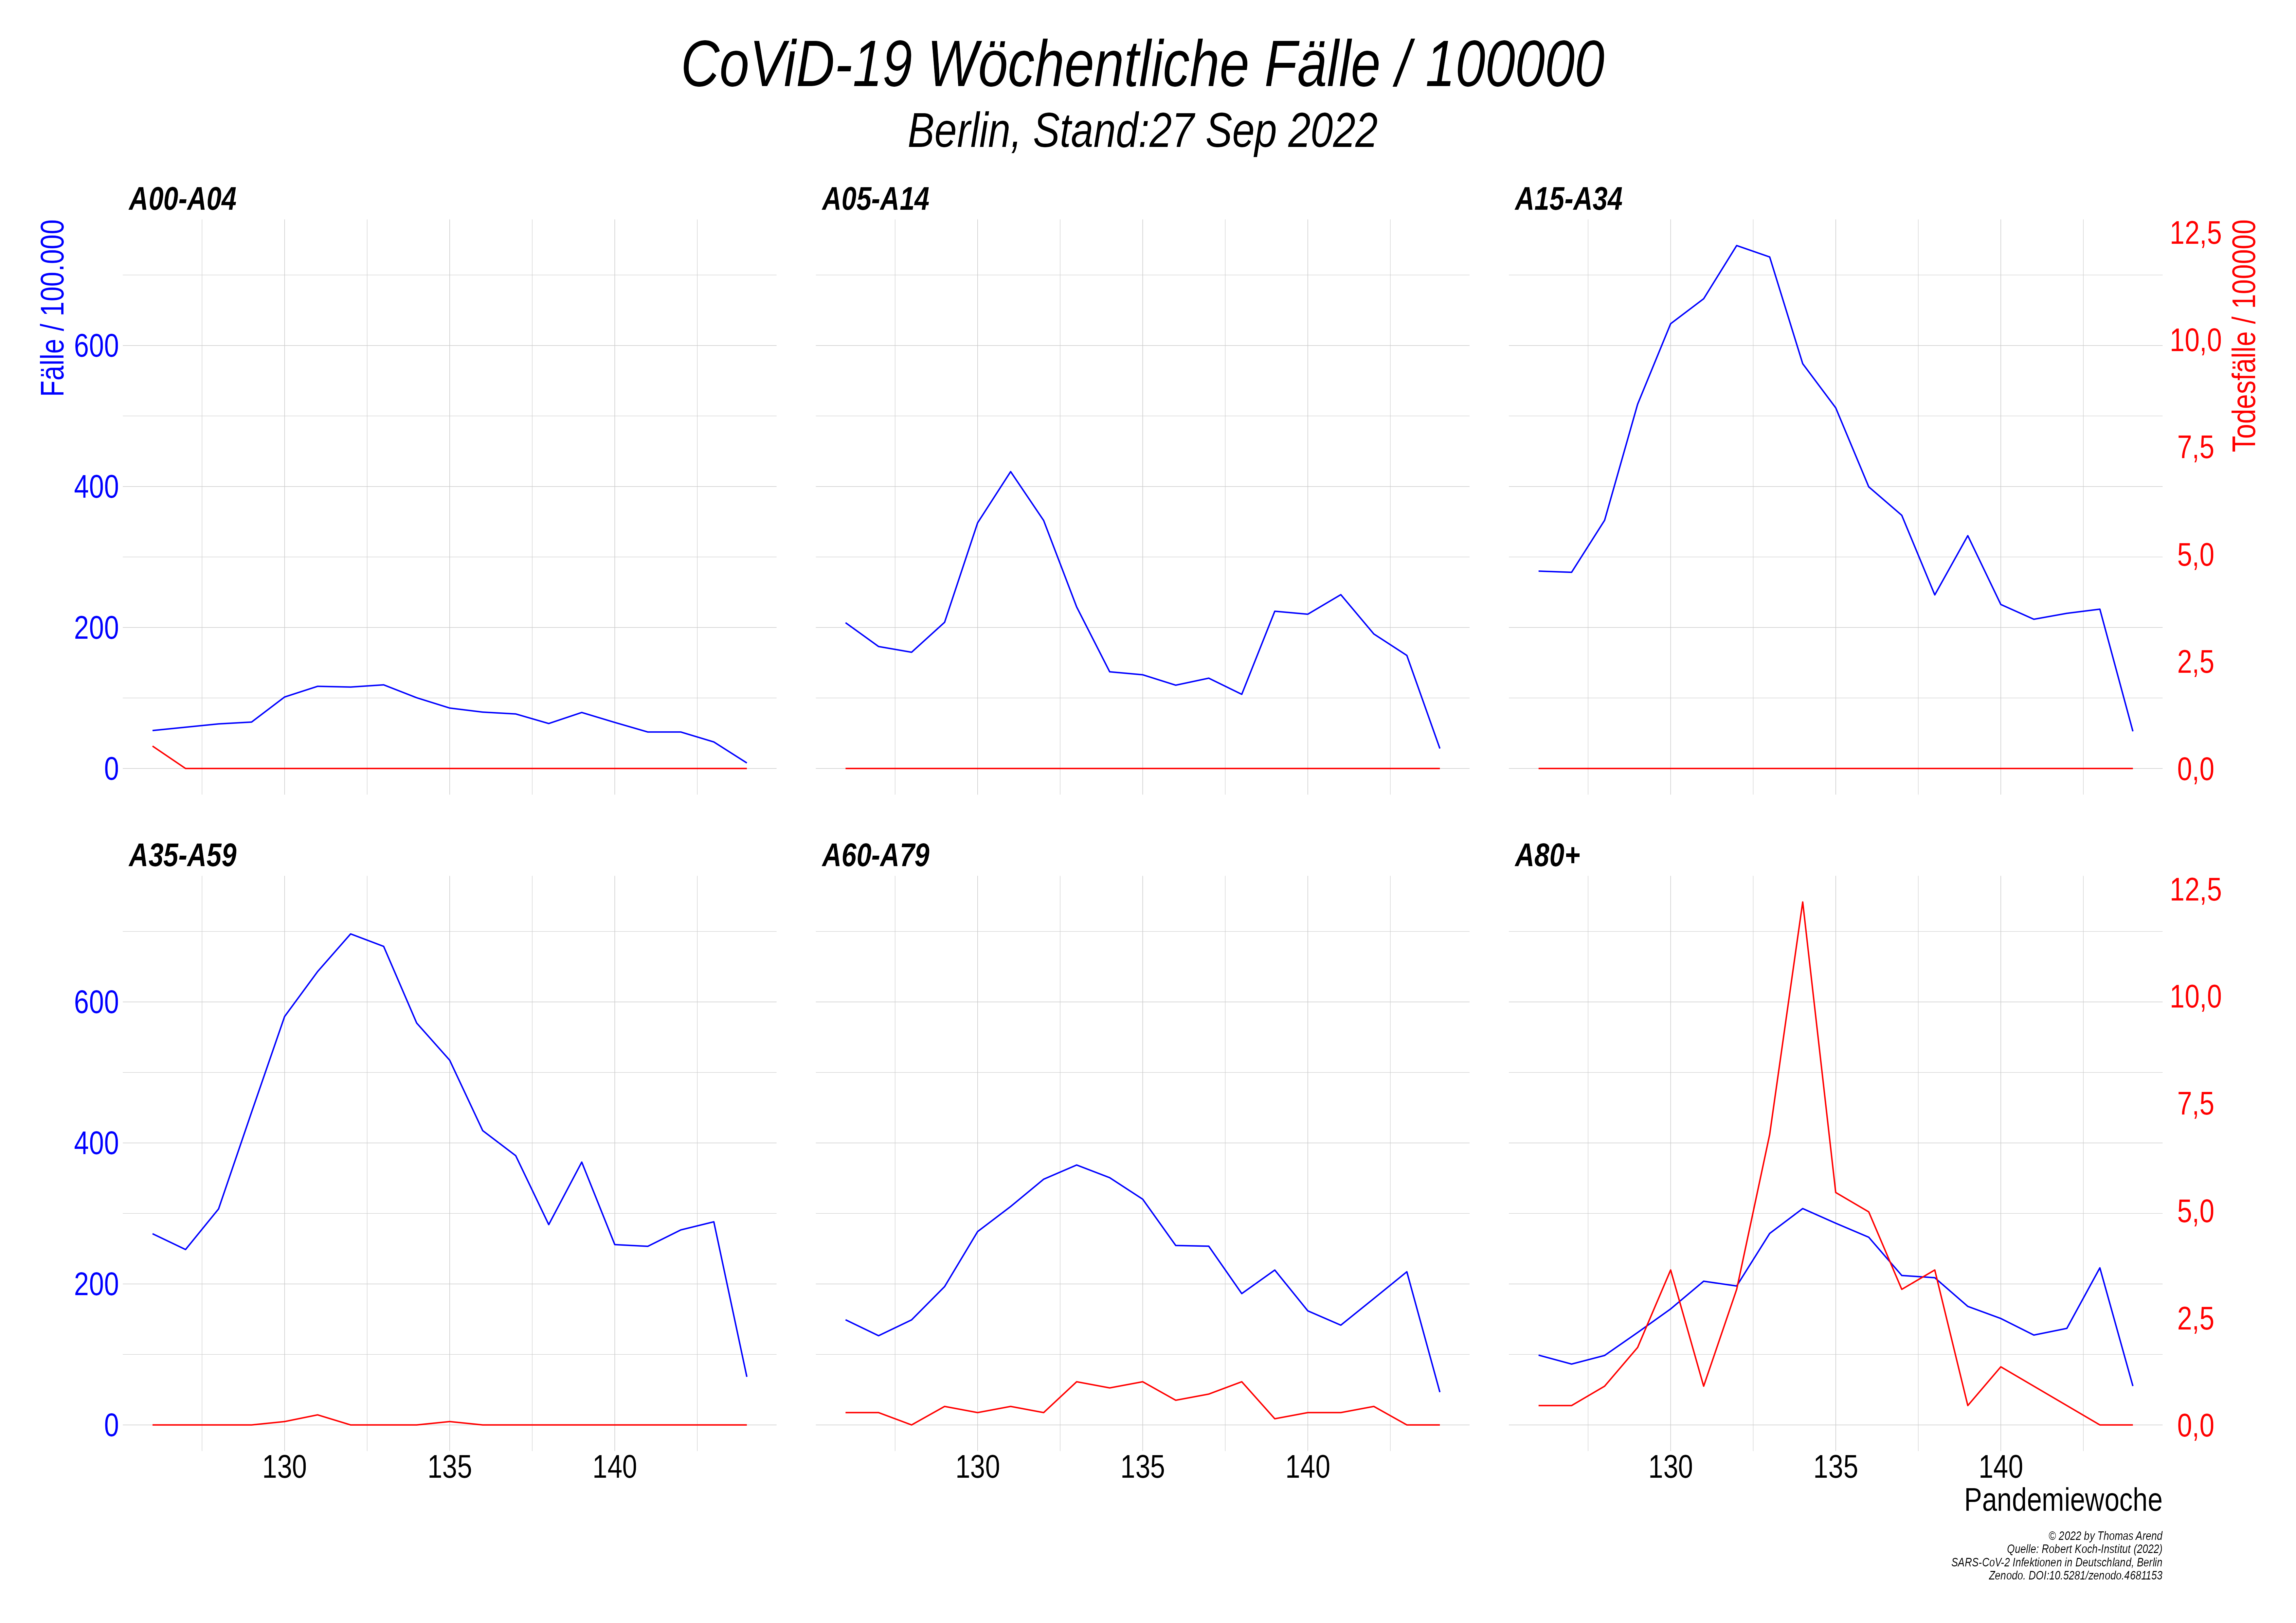 CoViD-19 Wöchentliche Fälle / 100000
Berlin, Stand:27 Sep 2022
A00-A04
A05-A14
A15-A34
Fälle / 100.000
600
400
200
0
12,5
10,0
7,5
5,0
2,5
0,0
Todesfälle / 100000
A35-A59
A60-A79
A80+
600
400
200
0
12,5
10,0
7,5
5,0
2,5
0,0
130 135 140
130 135 140
130 135 140
Pandemiewoche
© 2022 by Thomas Arend
Quelle: Robert Koch-Institut (2022)
SARS-CoV-2 Infektionen in Deutschland, Berlin
Zenodo. DOI:10.5281/zenodo.4681153